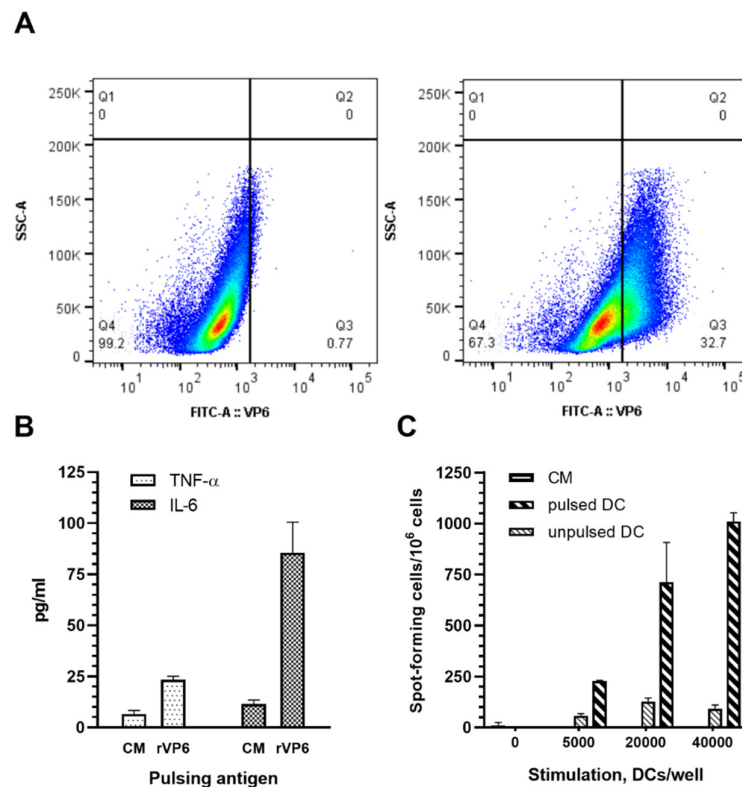 A
250K
200K
150K
100K
50K
0
SSC-A
Q1
0
Q2
0
Q4
99.2
Q3
0.77
10^1
10^2
10^3
10^4
10^5
FITC-A :: VP6
250K
200K
150K
100K
50K
0
SSC-A
Q1
0
Q2
0
Q4
67.3
Q3
32.7
10^1
10^2
10^3
10^4
10^5
FITC-A :: VP6
B
125
100
75
50
25
0
pg/ml
TNF-α
IL-6
CM rVP6
CM rVP6
Pulsing antigen
C
1250
1000
750
500
250
0
Spot-forming cells/10^6 cells
CM
pulsed DC
unpulsed DC
0
5000
20000
40000
Stimulation, DCs/well